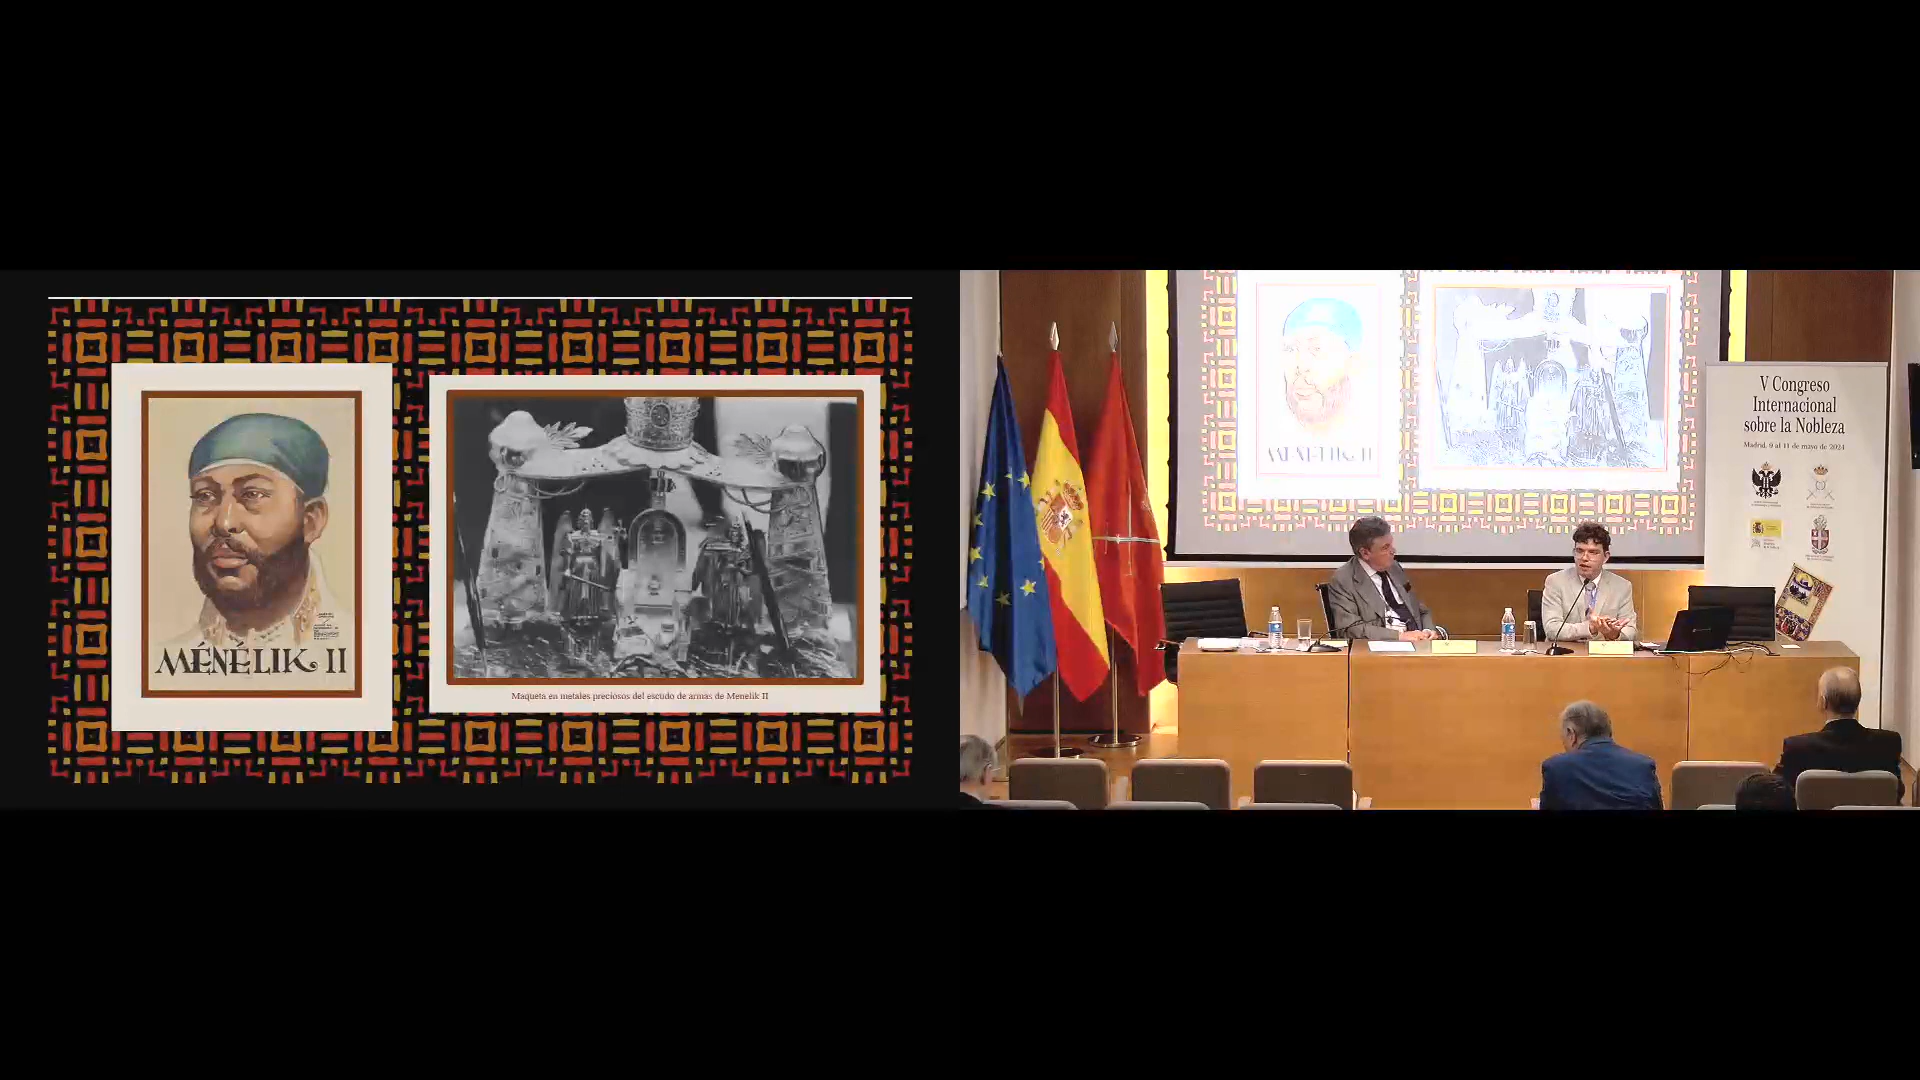 MÉNÉLIK II
Maqueta en metales preciosos del escudo de armas de Menelik II
MÉNÉLIK II
V Congreso
Internacional
sobre la Nobleza
Madrid, 9 al 11 de mayo de 2024